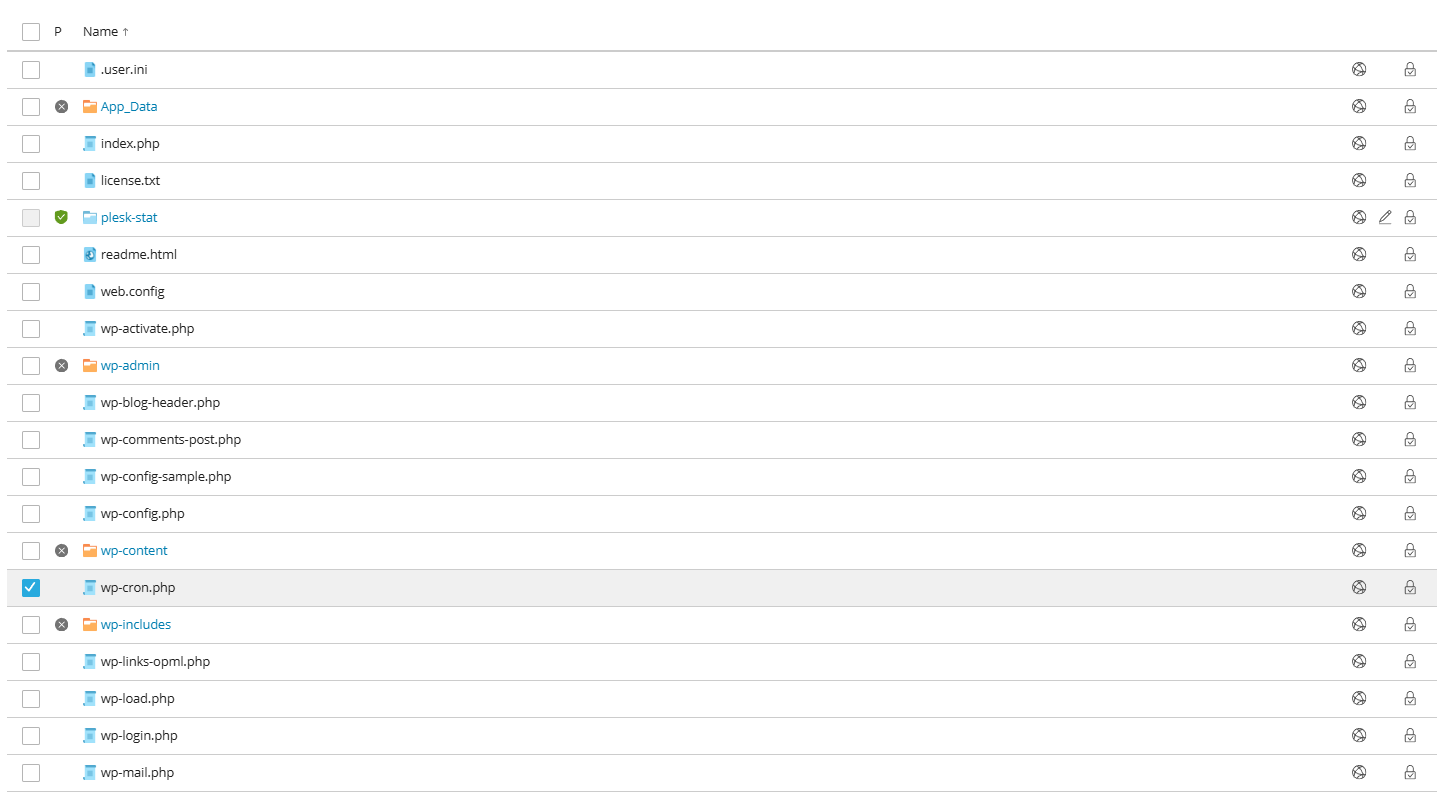 P Name ↑
.user.ini
App_Data
index.php
license.txt
plesk-stat
readme.html
web.config
wp-activate.php
wp-admin
wp-blog-header.php
wp-comments-post.php
wp-config-sample.php
wp-config.php
wp-content
wp-cron.php
wp-includes
wp-links-opml.php
wp-load.php
wp-login.php
wp-mail.php